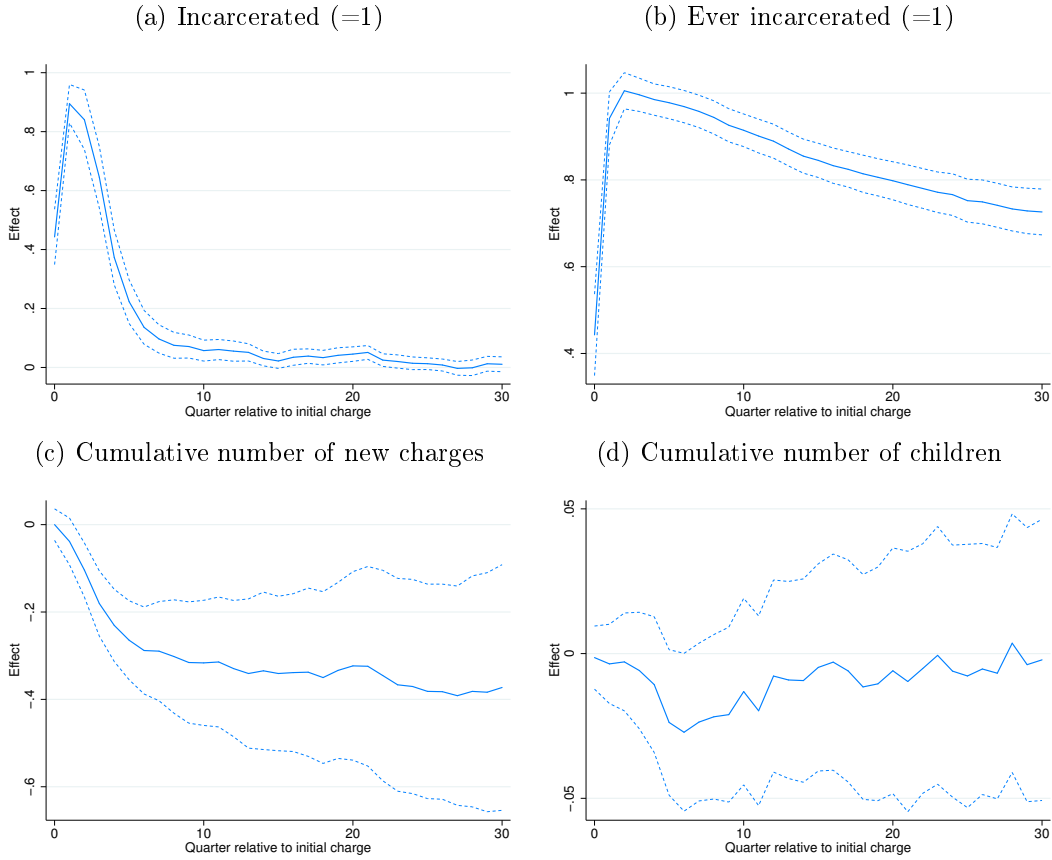 (a) Incarcerated (=1)
(b) Ever incarcerated (=1)
Effect
1
.8
.6
.4
.2
0
0 10 20 30
Quarter relative to initial charge
Effect
1
.8
.6
.4
0 10 20 30
Quarter relative to initial charge
(c) Cumulative number of new charges
(d) Cumulative number of children
Effect
0
-.2
-.4
-.6
0 10 20 30
Quarter relative to initial charge
Effect
.05
0
-.05
0 10 20 30
Quarter relative to initial charge